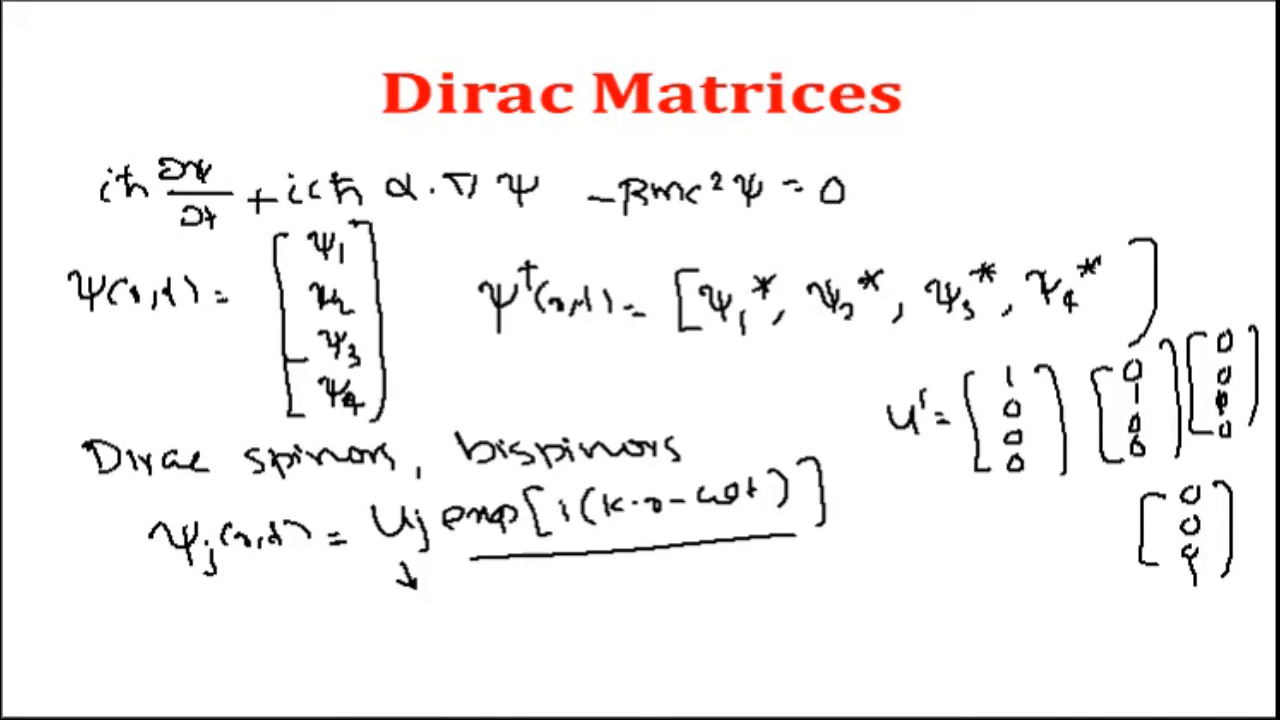 Dirac Matrices
iħ ∂ψ/∂t + icħ α·∇ψ − βmc²ψ = 0
ψ(r,t) = [ψ1 ψ2 ψ3 ψ4]
ψ†(r,t) = [ψ1*, ψ2*, ψ3*, ψ4*]
u^r = [1 0 0 0] [0 1 0 0] [0 0 1 0]
[0 0 0 1]
Dirac spinors, bispinors
ψj(r,t) = uj exp[i(k·r−ωt)]
↓